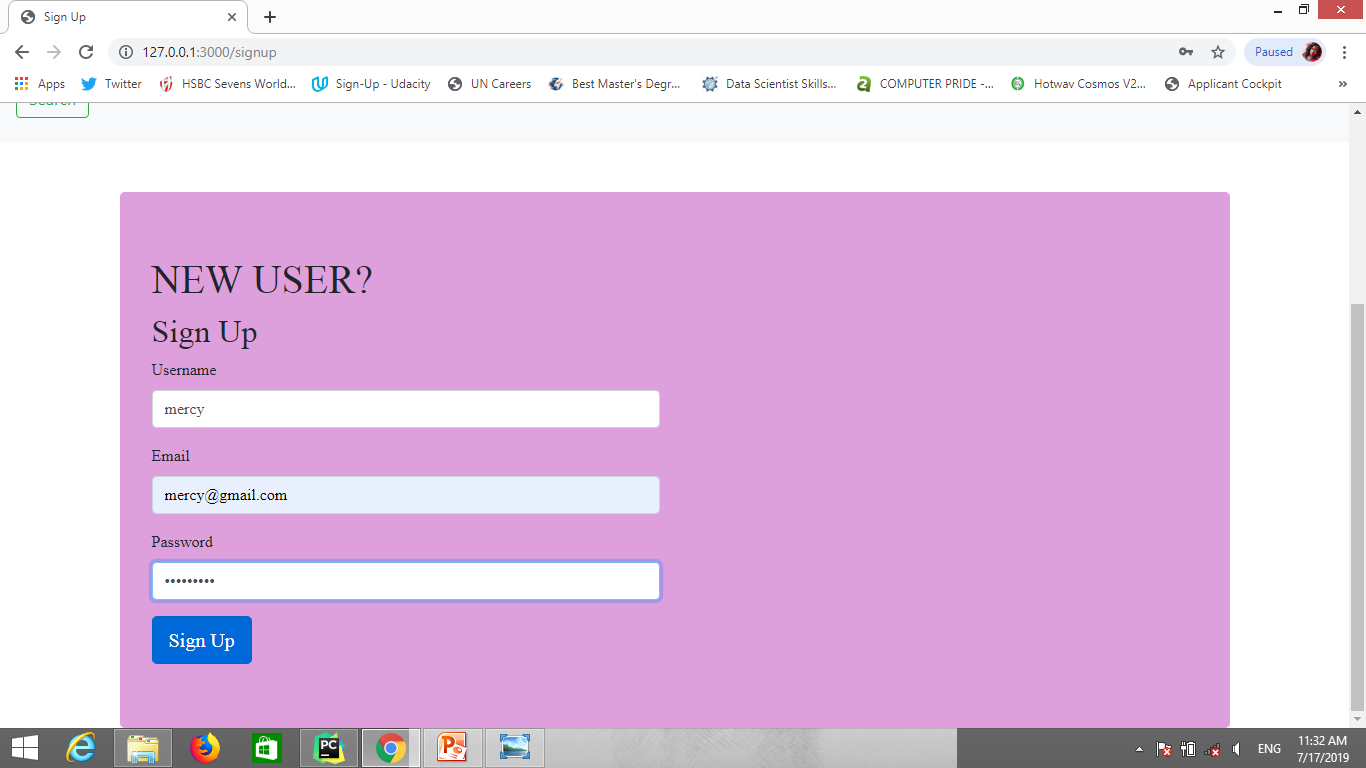 Sign Up
127.0.0.1:3000/signup
Paused
Apps
Twitter
HSBC Sevens World...
Sign-Up - Udacity
UN Careers
Best Master's Degr...
Data Scientist Skills...
COMPUTER PRIDE -...
Hotwav Cosmos V2...
Applicant Cockpit
»
Search
NEW USER?
Sign Up
Username
mercy
Email
mercy@gmail.com
Password
•••••••••
Sign Up
PC
ENG
11:32 AM
7/17/2019